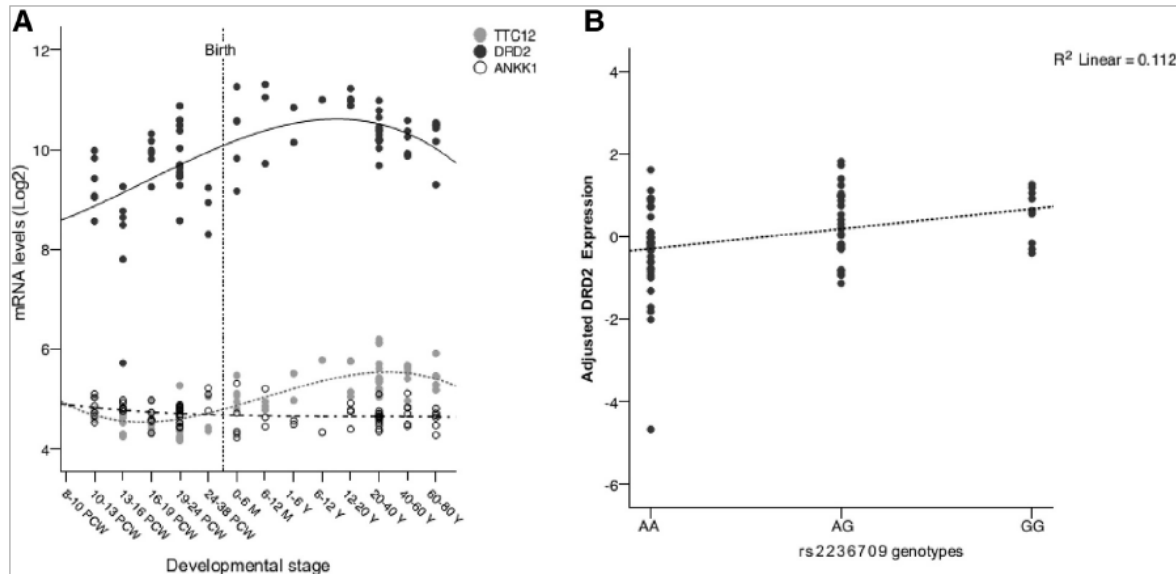 A
12
10
8
6
4
mRNA levels (Log2)
Birth
TTC12
DRD2
ANKK1
8-10 PCW
10-13 PCW
13-16 PCW
16-19 PCW
19-24 PCW
24-38 PCW
0-6 M
6-12 M
1-6 Y
6-12 Y
12-20 Y
20-40 Y
40-60 Y
60-80 Y
Developmental stage
B
R2 Linear = 0.112
4
2
0
-2
-4
-6
Adjusted DRD2 Expression
AA
AG
GG
rs2236709 genotypes